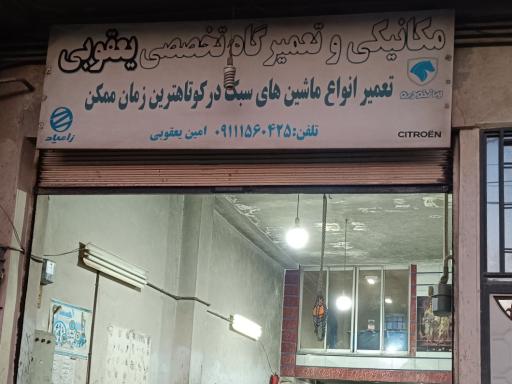 مکانیکی و تعمیرگاه تخصصی یعقوبی
تعمیر انواع ماشین های سبک در کوتاهترین زمان ممکن
ایران خودرو
زامیاد
تلفن: ۰۹۱۱۱۵۶۰۴۲۵ امین یعقوبی
CITROËN